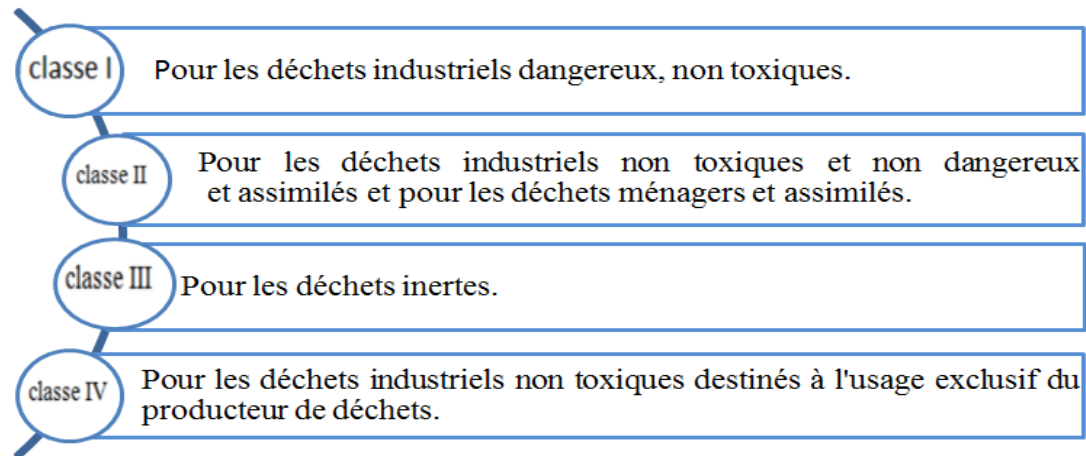 classe I
Pour les déchets industriels dangereux, non toxiques.
classe II
Pour les déchets industriels non toxiques et non dangereux
et assimilés et pour les déchets ménagers et assimilés.
classe III
Pour les déchets inertes.
classe IV
Pour les déchets industriels non toxiques destinés à l'usage exclusif du
producteur de déchets.